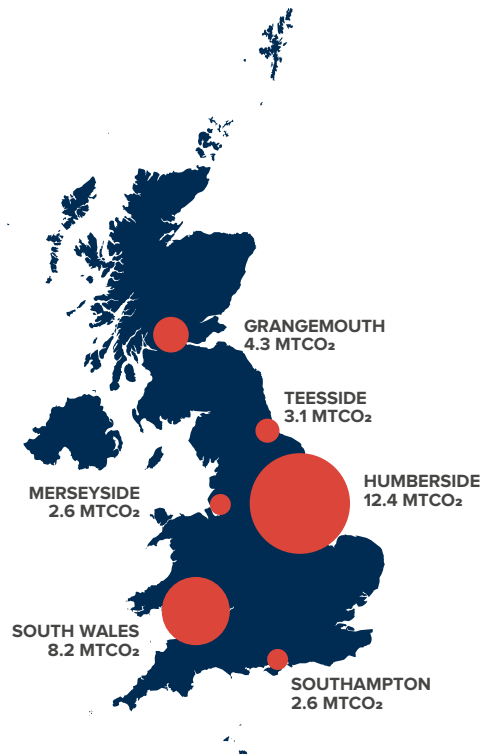 GRANGEMOUTH
4.3 MTCO₂
TEESSIDE
3.1 MTCO₂
HUMBERSIDE
12.4 MTCO₂
MERSEYSIDE
2.6 MTCO₂
SOUTH WALES
8.2 MTCO₂
SOUTHAMPTON
2.6 MTCO₂